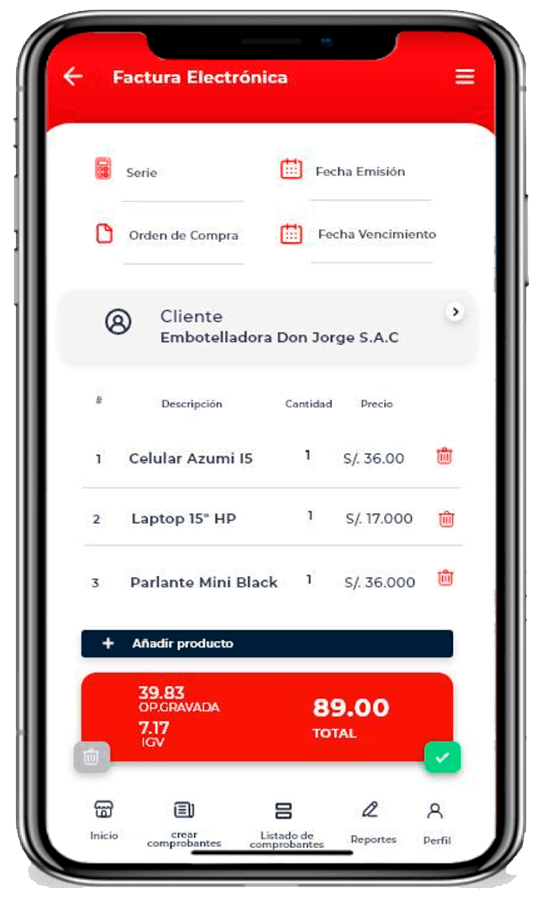 Factura Electrónica
Serie
Fecha Emisión
Orden de Compra
Fecha Vencimiento
Cliente
Embotelladora Don Jorge S.A.C
# Descripción Cantidad Precio
1 Celular Azumi I5 1 S/. 36.00
2 Laptop 15" HP 1 S/. 17.000
3 Parlante Mini Black 1 S/. 36.000
+ Añadir producto
39.83
OP.GRAVADA
7.17
IGV
89.00
TOTAL
Inicio
crear
comprobantes
Listado de
comprobantes
Reportes
Perfil